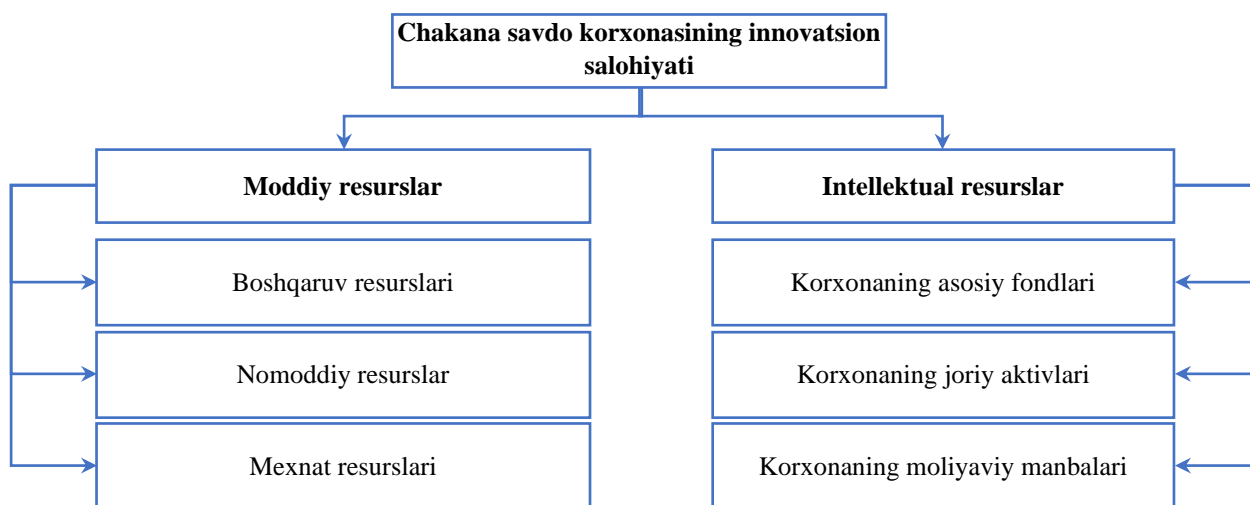 Chakana savdo korxonasining innovatsion
salohiyati
Moddiy resurslar
Intellektual resurslar
Boshqaruv resurslari
Korxonaning asosiy fondlari
Nomoddiy resurslar
Korxonaning joriy aktivlari
Mexnat resurslari
Korxonaning moliyaviy manbalari